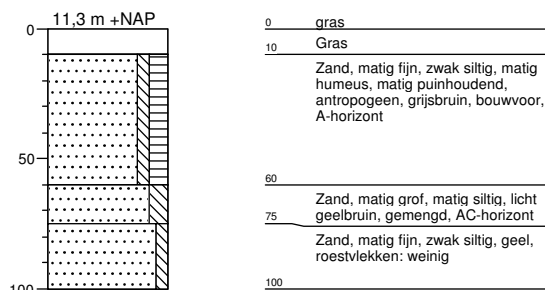 11,3 m +NAP
0
50
100
0 gras
10 Gras
Zand, matig fijn, zwak siltig, matig
humeus, matig puinhoudend,
antropogeen, grijsbruin, bouwvoor,
A-horizont
60
Zand, matig grof, matig siltig, licht
geelbruin, gemengd, AC-horizont
75
Zand, matig fijn, zwak siltig, geel,
roestvlekken: weinig
100